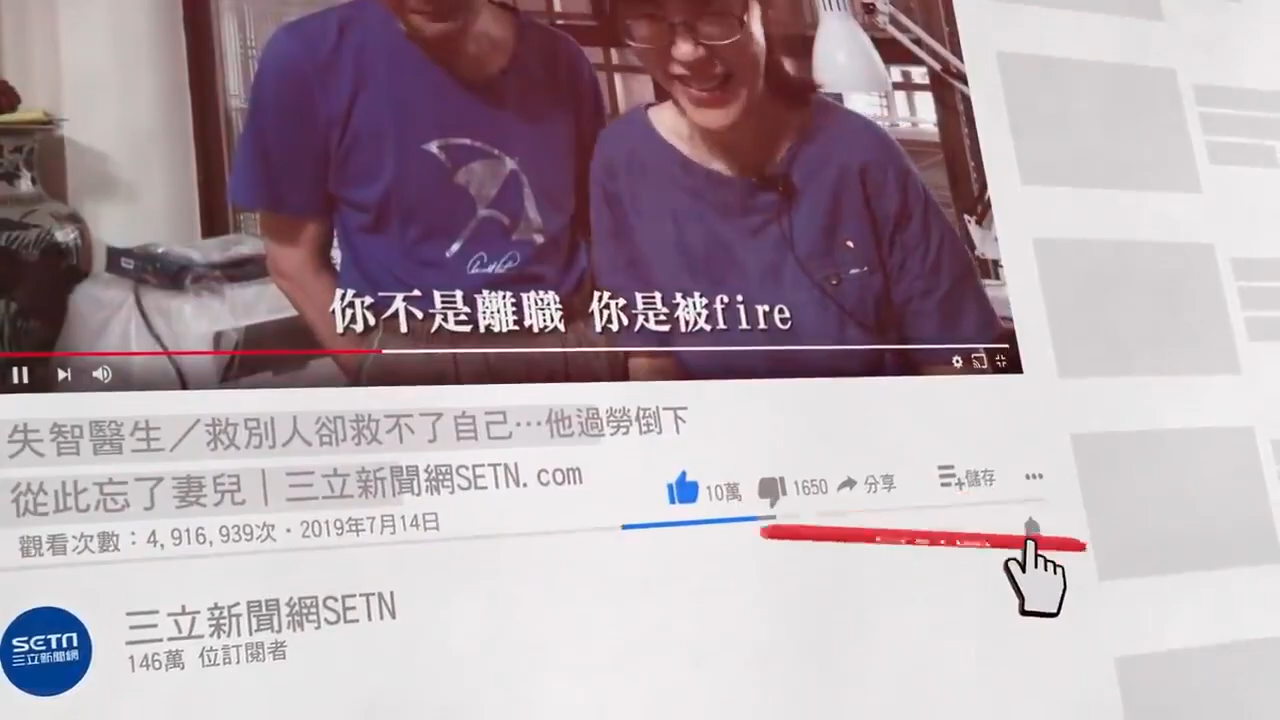 你不是離職 你是被fire
失智醫生／救別人卻救不了自己…他過勞倒下
從此忘了妻兒｜三立新聞網SETN.com
10萬 1650 分享 儲存
觀看次數：4,916,939次・2019年7月14日
三立新聞網SETN
146萬 位訂閱者
SETN
三立新聞網